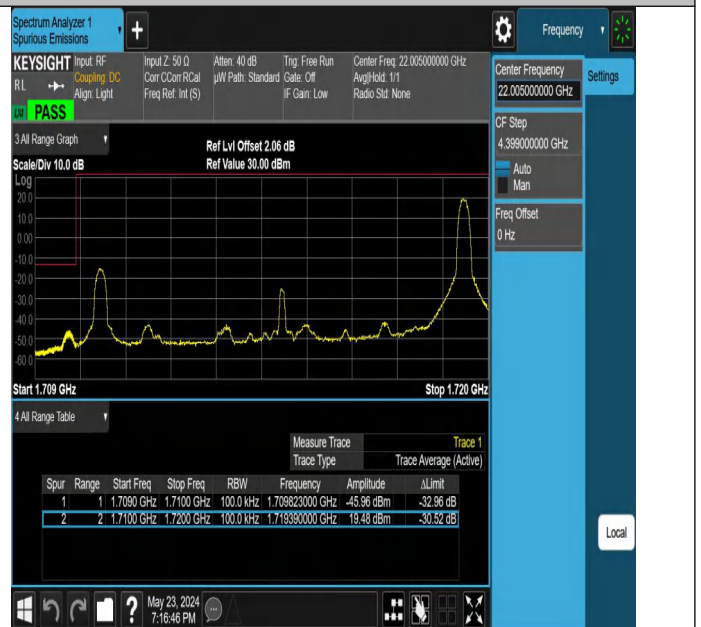 Spectrum Analyzer 1
Spurious Emissions
+
Frequency
KEYSIGHT
RL
Input: RF
Coupling: DC
Align: Light
Input Z: 50 Ω
Corr CCorr RCal
Freq Ref: Int (S)
Atten: 40 dB
µW Path: Standard
Trig: Free Run
Gate: Off
IF Gain: Low
Center Freq: 22.005000000 GHz
Avg|Hold: 1/1
Radio Std: None
PASS
Center Frequency
22.005000000 GHz
Settings
CF Step
4.399000000 GHz
Auto
Man
Freq Offset
0 Hz
3 All Range Graph
Ref Lvl Offset 2.06 dB
Scale/Div 10.0 dB Ref Value 30.00 dBm
Log
20.0
10.0
0.00
-10.0
-20.0
-30.0
-40.0
-50.0
-60.0
Start 1.709 GHz Stop 1.720 GHz
4 All Range Table
Measure Trace Trace 1
Trace Type Trace Average (Active)
Spur Range Start Freq Stop Freq RBW Frequency Amplitude ΔLimit
1 1 1.7090 GHz 1.7100 GHz 100.0 kHz 1.709823000 GHz -45.96 dBm -32.96 dB
2 2 1.7100 GHz 1.7200 GHz 100.0 kHz 1.719390000 GHz 19.48 dBm -30.52 dB
Local
?
May 23, 2024
7:16:46 PM